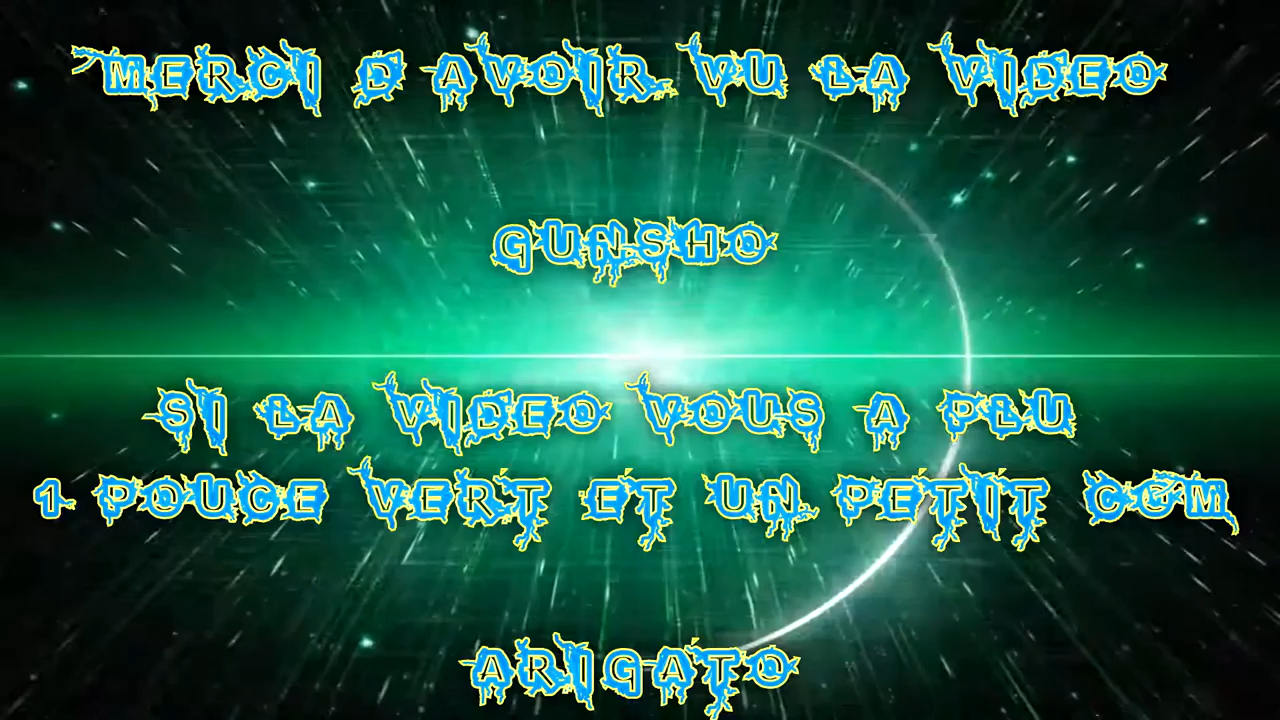 MERCI D AVOIR VU LA VIDEO
GUNSHO
SI LA VIDEO VOUS A PLU
1 POUCE VERT ET UN PETIT COM
ARIGATO